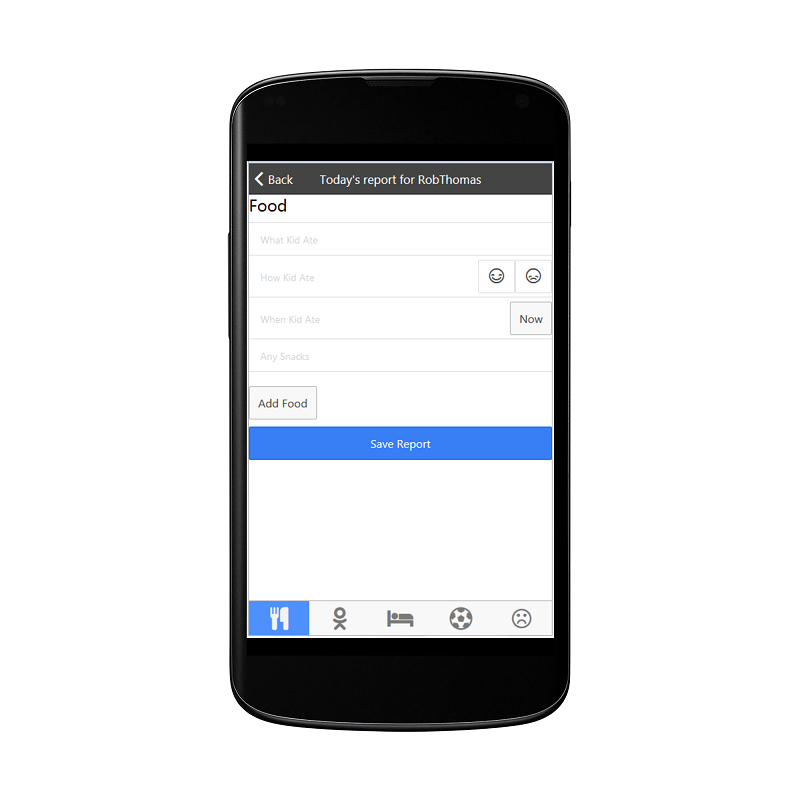 Back
Today's report for RobThomas
Food
What Kid Ate
How Kid Ate
When Kid Ate
Now
Any Snacks
Add Food
Save Report